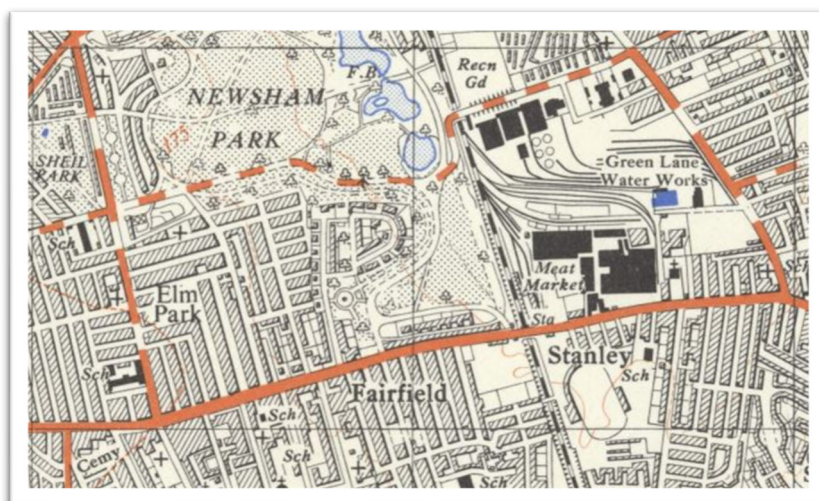 F.B.
Recn
Gd
NEWSHAM
PARK
175
SHEIL
PARK
Green Lane
Water Works
Sch
Meat
Market
Sch
Elm
Park
Sta
Stanley
Sch
Sch
Fairfield
Sch
Cemy
Sch
Sch